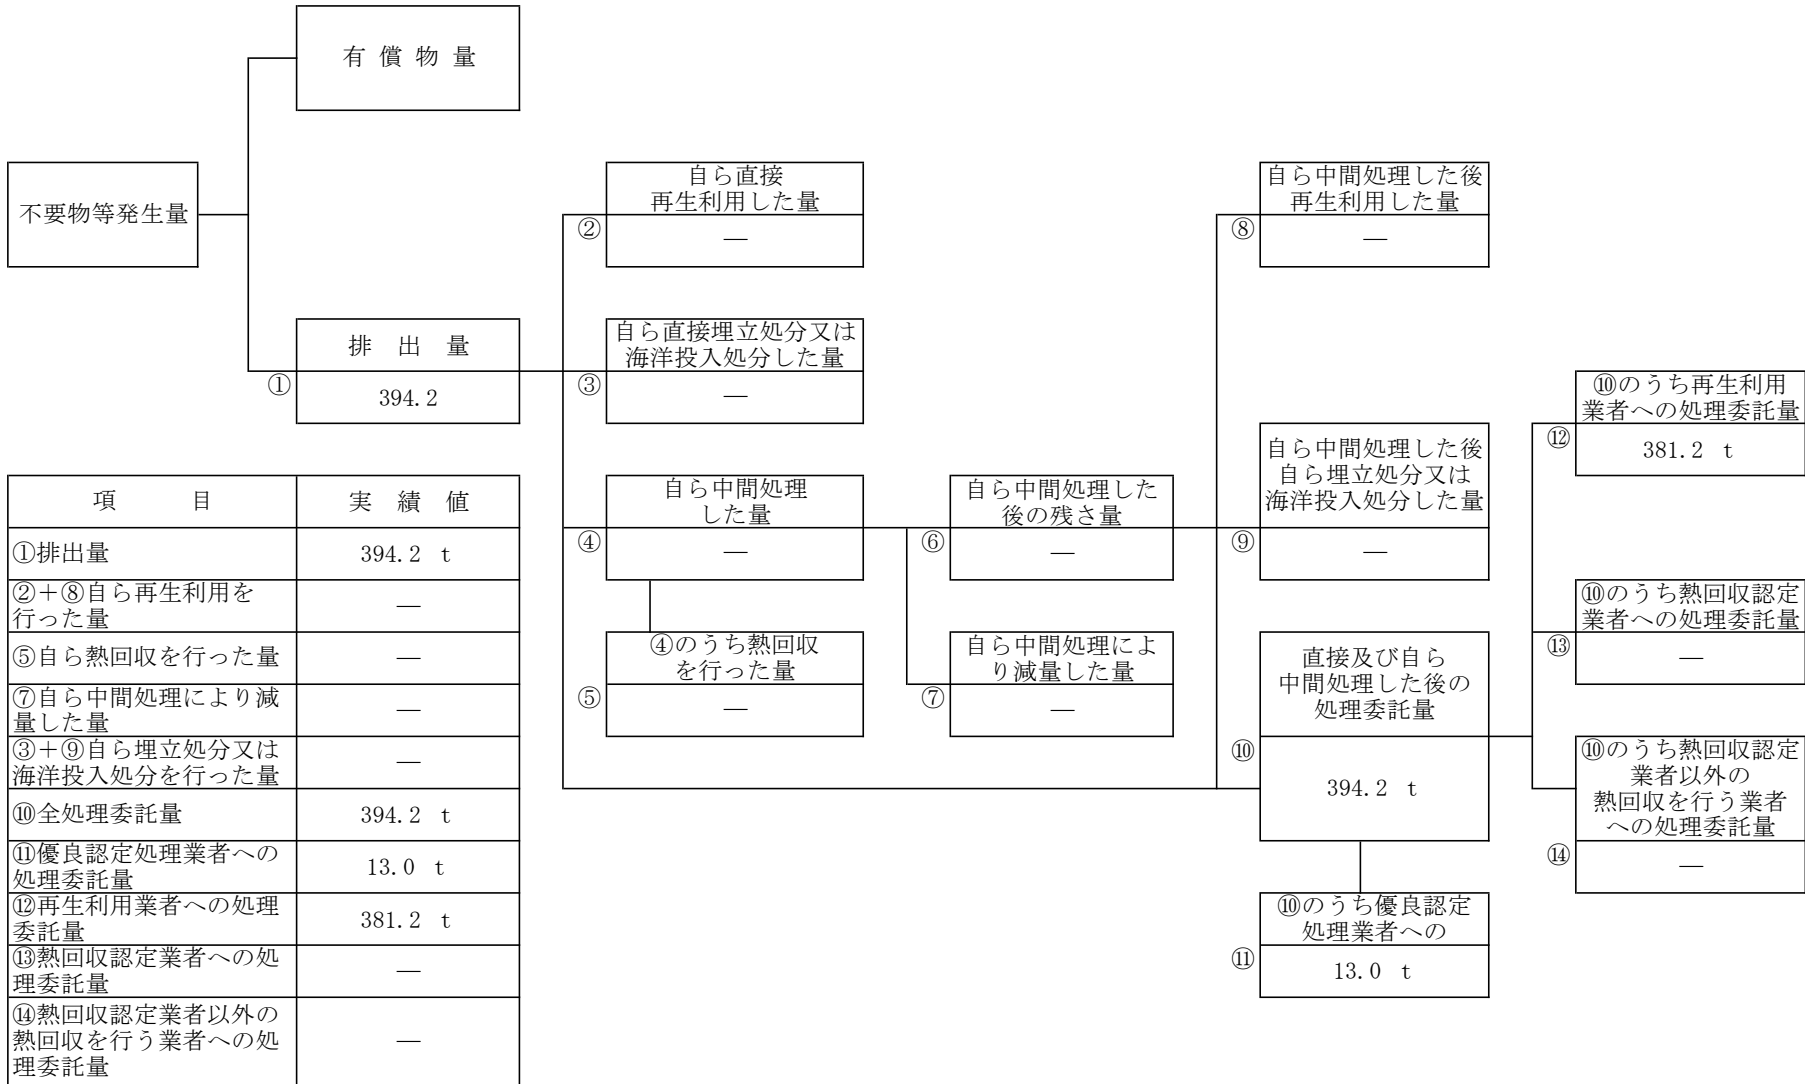 有 償 物 量
不要物等発生量
排 出 量
①
394.2
自ら直接
再生利用した量
②
―
自ら直接埋立処分又は
海洋投入処分した量
③
―
自ら中間処理
した量
④
―
④のうち熱回収
を行った量
⑤
―
自ら中間処理した
後の残さ量
⑥
―
自ら中間処理によ
り減量した量
⑦
―
自ら中間処理した後
再生利用した量
⑧
―
自ら中間処理した後
自ら埋立処分又は
海洋投入処分した量
⑨
―
直接及び自ら
中間処理した後の
処理委託量
⑩
394.2 t
⑩のうち優良認定
処理業者への
⑪
13.0 t
⑩のうち再生利用
業者への処理委託量
⑫
381.2 t
⑩のうち熱回収認定
業者への処理委託量
⑬
―
⑩のうち熱回収認定
業者以外の
熱回収を行う業者
への処理委託量
⑭
―
項 目 実 績 値
①排出量 394.2 t
②+⑧自ら再生利用を
行った量
―
⑤自ら熱回収を行った量 ―
⑦自ら中間処理により減
量した量
―
③+⑨自ら埋立処分又は
海洋投入処分を行った量
―
⑩全処理委託量 394.2 t
⑪優良認定処理業者への
処理委託量
13.0 t
⑫再生利用業者への処理
委託量
381.2 t
⑬熱回収認定業者への処
理委託量
―
⑭熱回収認定業者以外の
熱回収を行う業者への処
理委託量
―